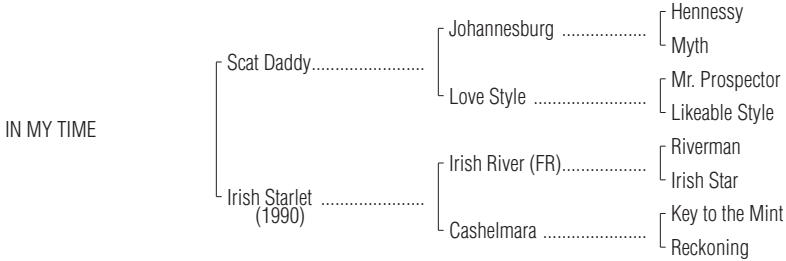 Hennessy
Johannesburg ..................
Myth
Scat Daddy........................
Mr. Prospector
Love Style ........................
Likeable Style
IN MY TIME
Riverman
Irish River (FR)..................
Irish Star
Irish Starlet ......................
(1990)
Key to the Mint
Cashelmara ......................
Reckoning